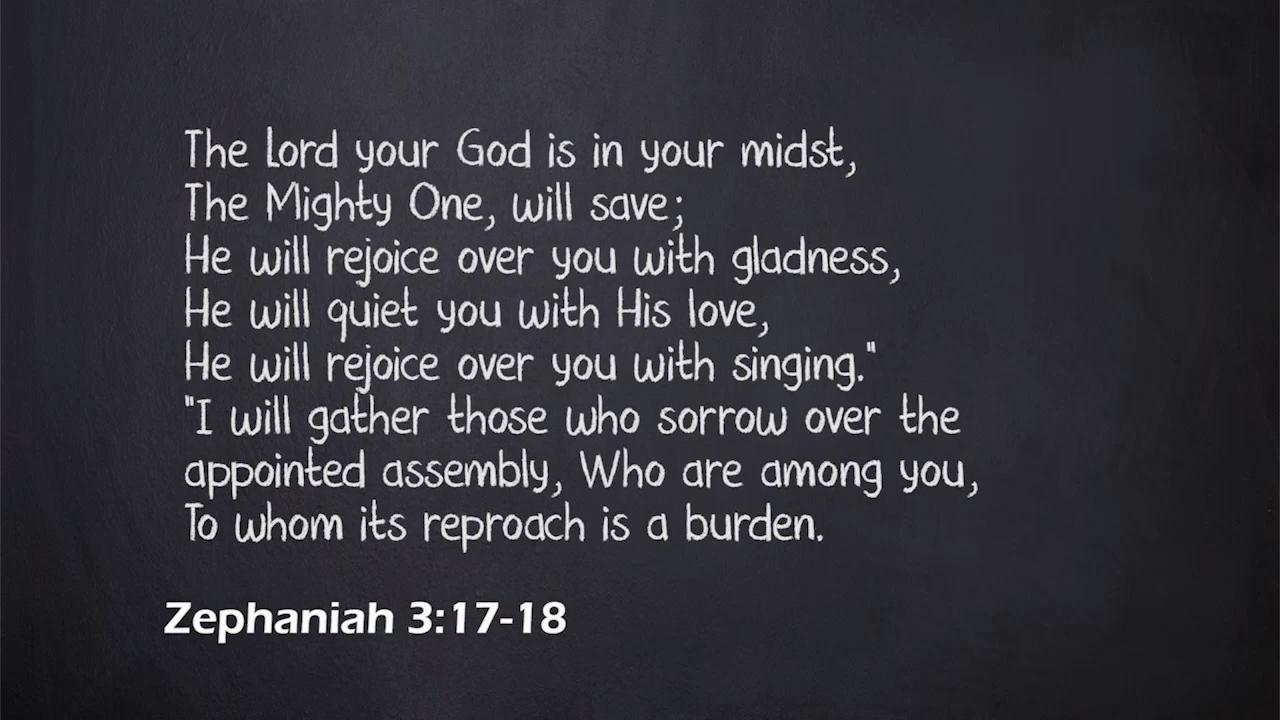 The Lord your God is in your midst,
The Mighty One, will save;
He will rejoice over you with gladness,
He will quiet you with His love,
He will rejoice over you with singing."
"I will gather those who sorrow over the
appointed assembly, Who are among you,
To whom its reproach is a burden.
Zephaniah 3:17-18